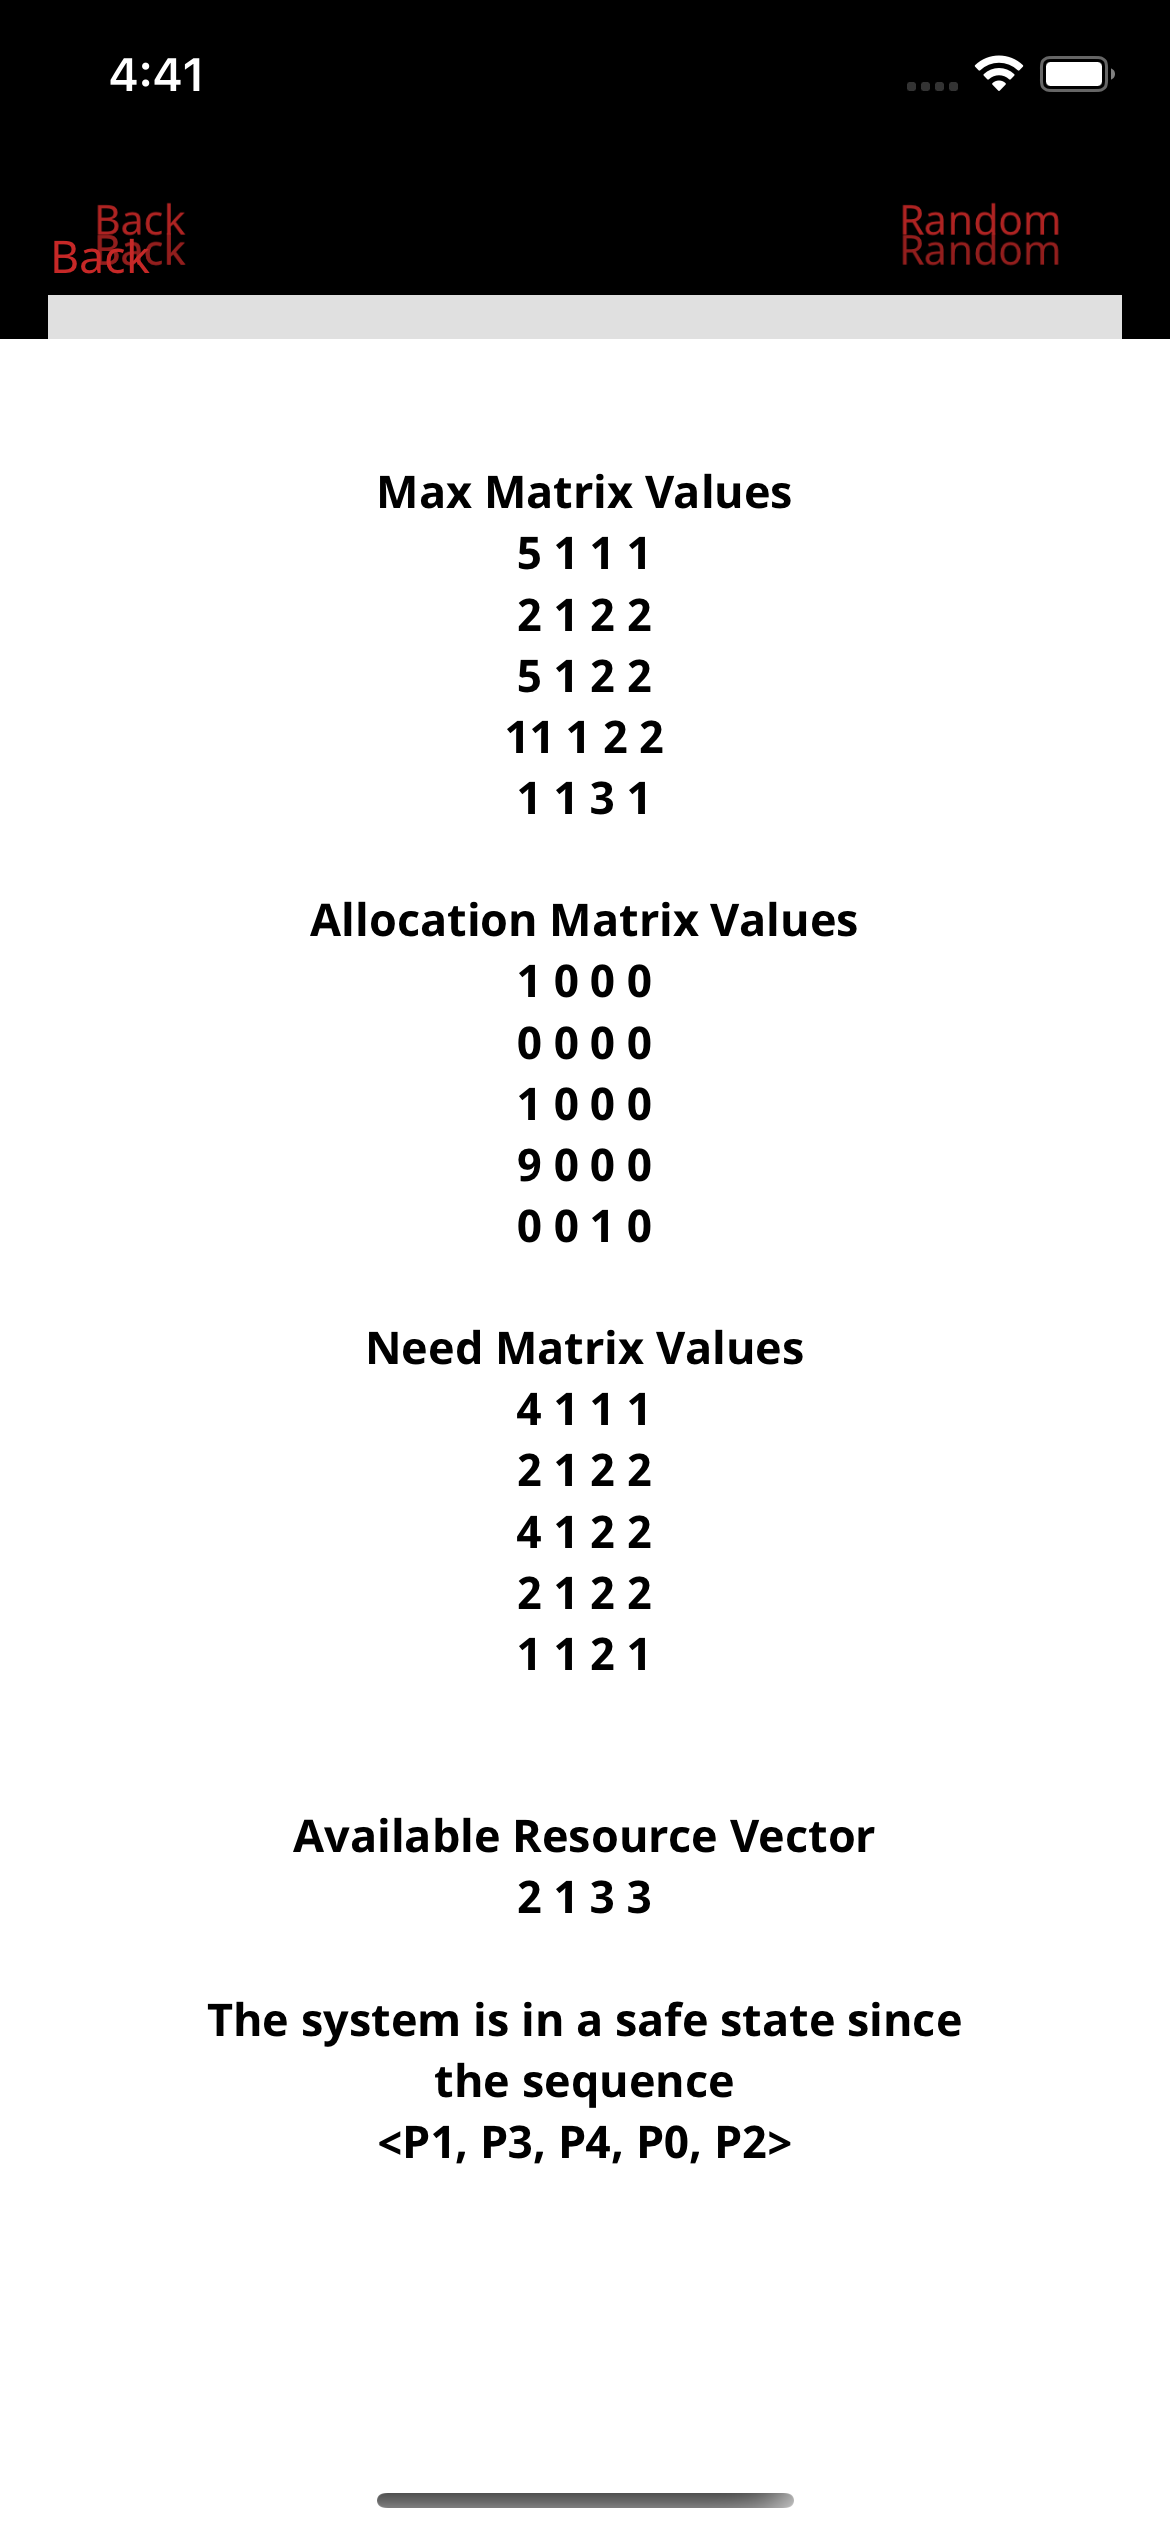 4:41
Back
Random
Back
Random
Back
Max Matrix Values
5 1 1 1
2 1 2 2
5 1 2 2
11 1 2 2
1 1 3 1
Allocation Matrix Values
1 0 0 0
0 0 0 0
1 0 0 0
9 0 0 0
0 0 1 0
Need Matrix Values
4 1 1 1
2 1 2 2
4 1 2 2
2 1 2 2
1 1 2 1
Available Resource Vector
2 1 3 3
The system is in a safe state since
the sequence
<P1, P3, P4, P0, P2>